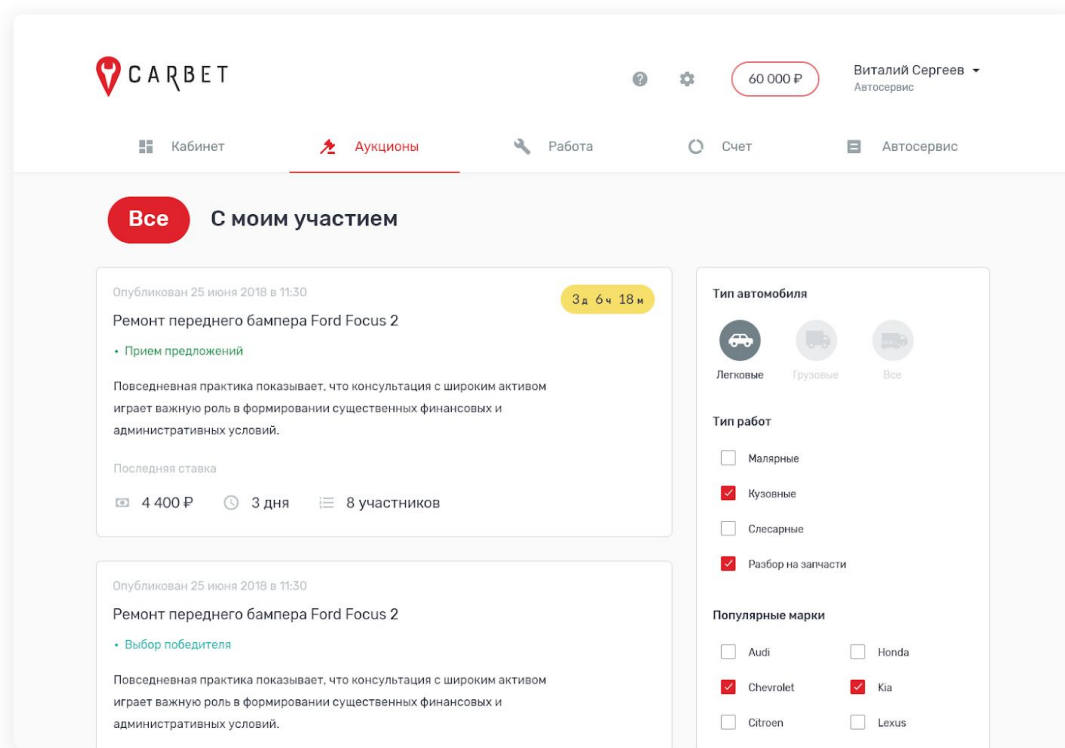 CARBET
60 000 ₽
Виталий Сергеев
Автосервис
Кабинет
Аукционы
Работа
Счет
Автосервис
Все
С моим участием
Опубликован 25 июня 2018 в 11:30
3 д 6 ч 18 м
Ремонт переднего бампера Ford Focus 2
• Прием предложений
Повседневная практика показывает, что консультация с широким активом
играет важную роль в формировании существенных финансовых и
административных условий.
Последняя ставка
4 400 ₽
3 дня
8 участников
Опубликован 25 июня 2018 в 11:30
Ремонт переднего бампера Ford Focus 2
• Выбор победителя
Повседневная практика показывает, что консультация с широким активом
играет важную роль в формировании существенных финансовых и
административных условий.
Тип автомобиля
Легковые
Грузовые
Все
Тип работ
Малярные
Кузовные
Слесарные
Разбор на запчасти
Популярные марки
Audi
Honda
Chevrolet
Kia
Citroen
Lexus